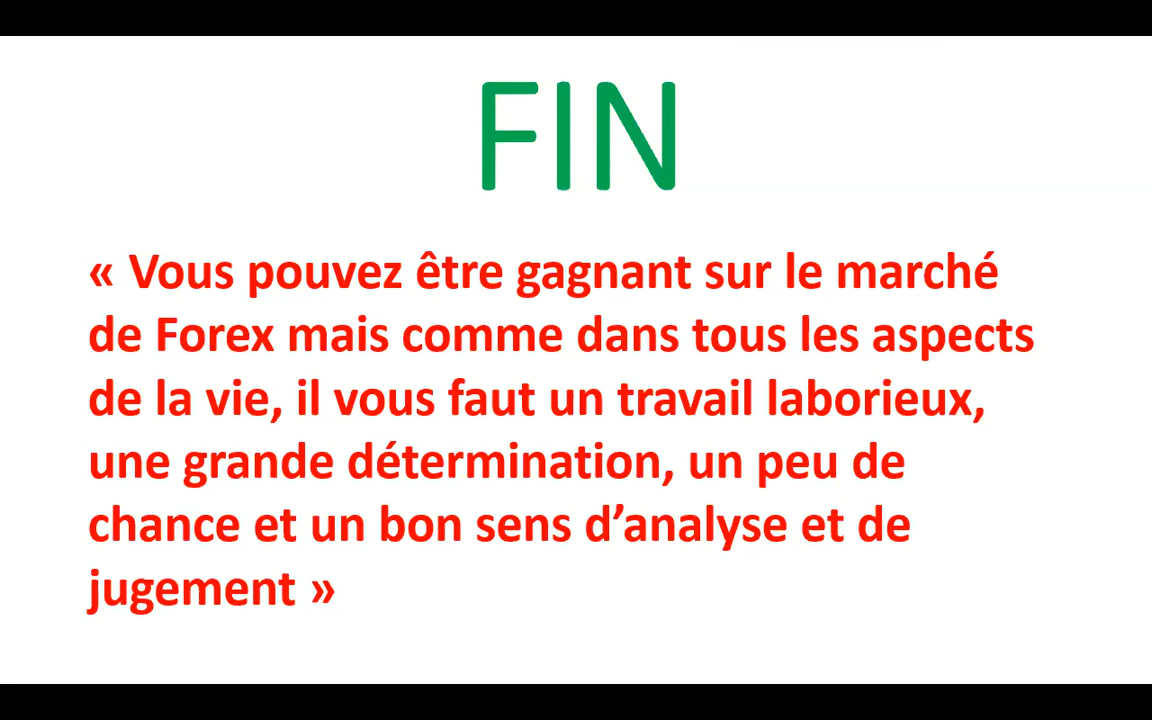 FIN
« Vous pouvez être gagnant sur le marché
de Forex mais comme dans tous les aspects
de la vie, il vous faut un travail laborieux,
une grande détermination, un peu de
chance et un bon sens d’analyse et de
jugement »